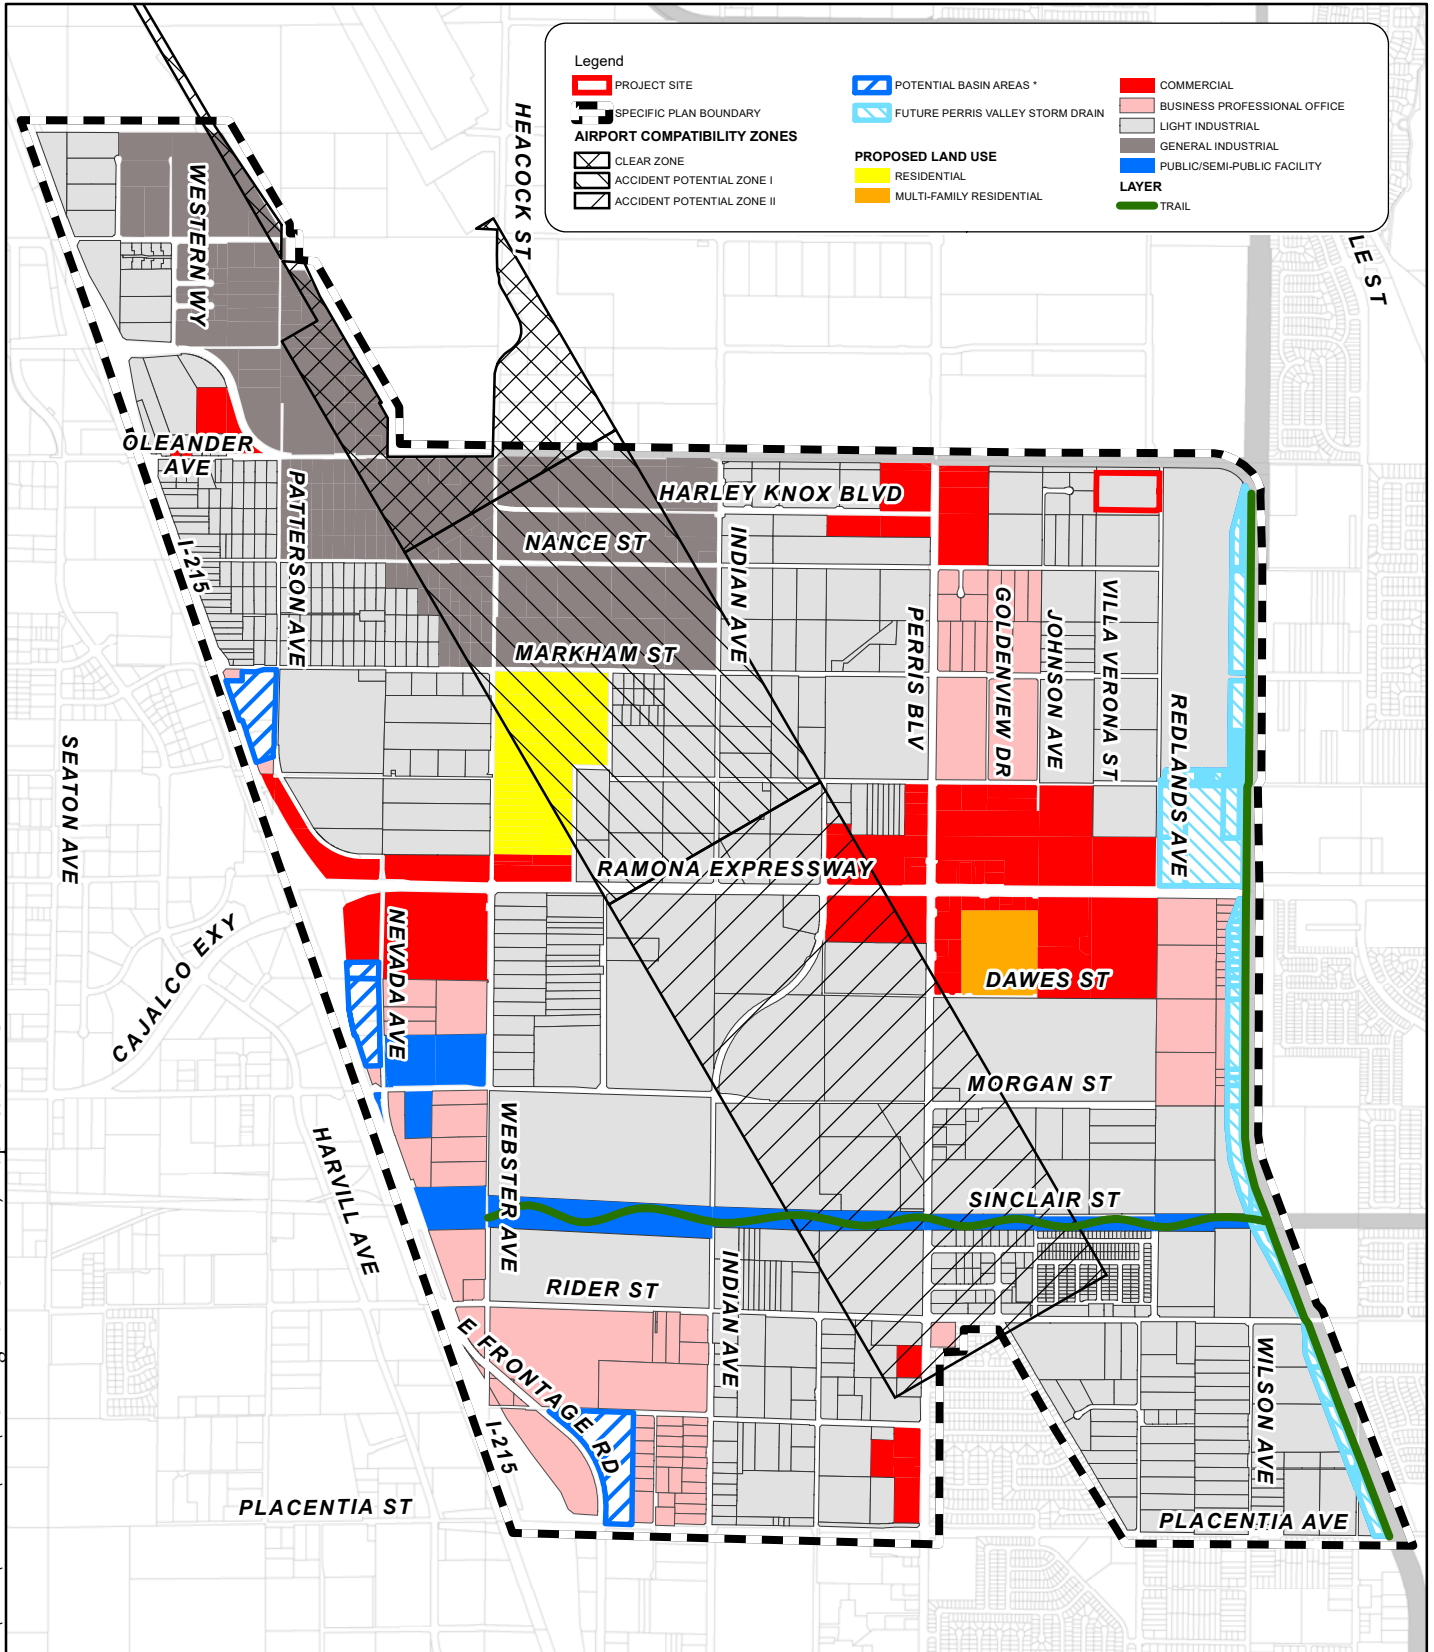 Legend
PROJECT SITE
SPECIFIC PLAN BOUNDARY
AIRPORT COMPATIBILITY ZONES
CLEAR ZONE
ACCIDENT POTENTIAL ZONE I
ACCIDENT POTENTIAL ZONE II
POTENTIAL BASIN AREAS *
FUTURE PERRIS VALLEY STORM DRAIN
PROPOSED LAND USE
RESIDENTIAL
MULTI-FAMILY RESIDENTIAL
COMMERCIAL
BUSINESS PROFESSIONAL OFFICE
LIGHT INDUSTRIAL
GENERAL INDUSTRIAL
PUBLIC/SEMI-PUBLIC FACILITY
LAYER
TRAIL
HEACOCK ST
WESTERN WY
LE ST
OLEANDER
AVE
PATTERSON AVE
I-215
HARLEY KNOX BLVD
NANCE ST
INDIAN AVE
MARKHAM ST
PERRIS BLV
GOLDENVIEW DR
JOHNSON AVE
VILLA VERONA ST
REDLANDS AVE
SEATON AVE
RAMONA EXPRESSWAY
NEVADA AVE
CAJALCO EXY
DAWES ST
MORGAN ST
HARVILL AVE
WEBSTER AVE
SINCLAIR ST
RIDER ST
INDIAN AVE
E FRONTAGE RD
I-215
WILSON AVE
PLACENTIA ST
PLACENTIA AVE